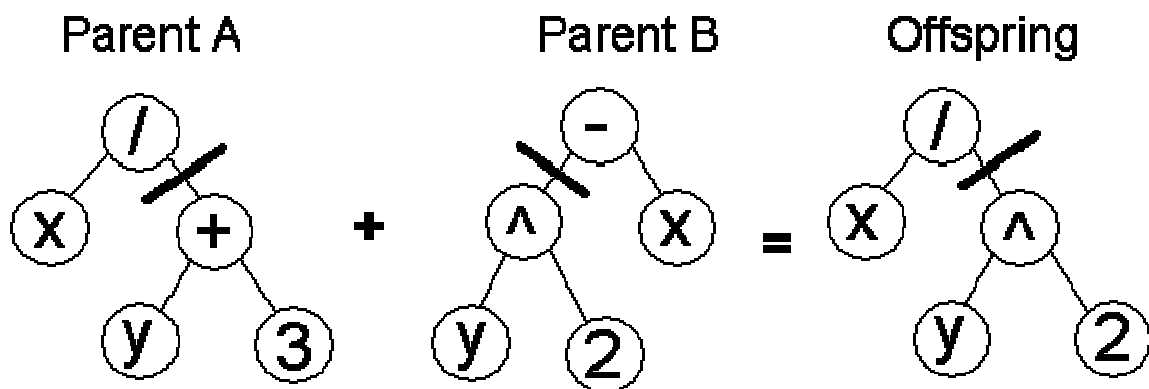 Parent A Parent B Offspring
/ - /
x + + ^ x = x ^
y 3 y 2 y 2